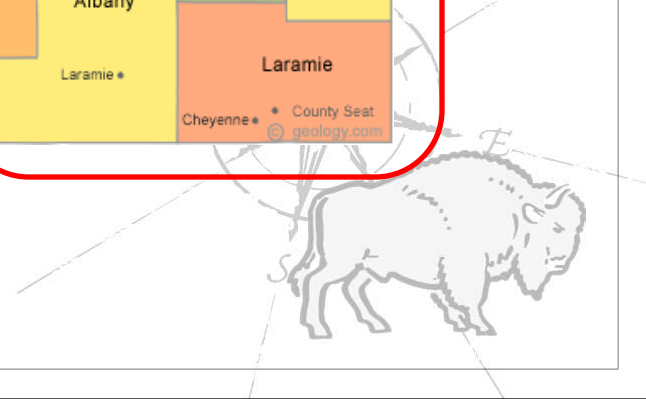 Albany
Laramie
Laramie
Cheyenne
County Seat
© geology.com
E
S